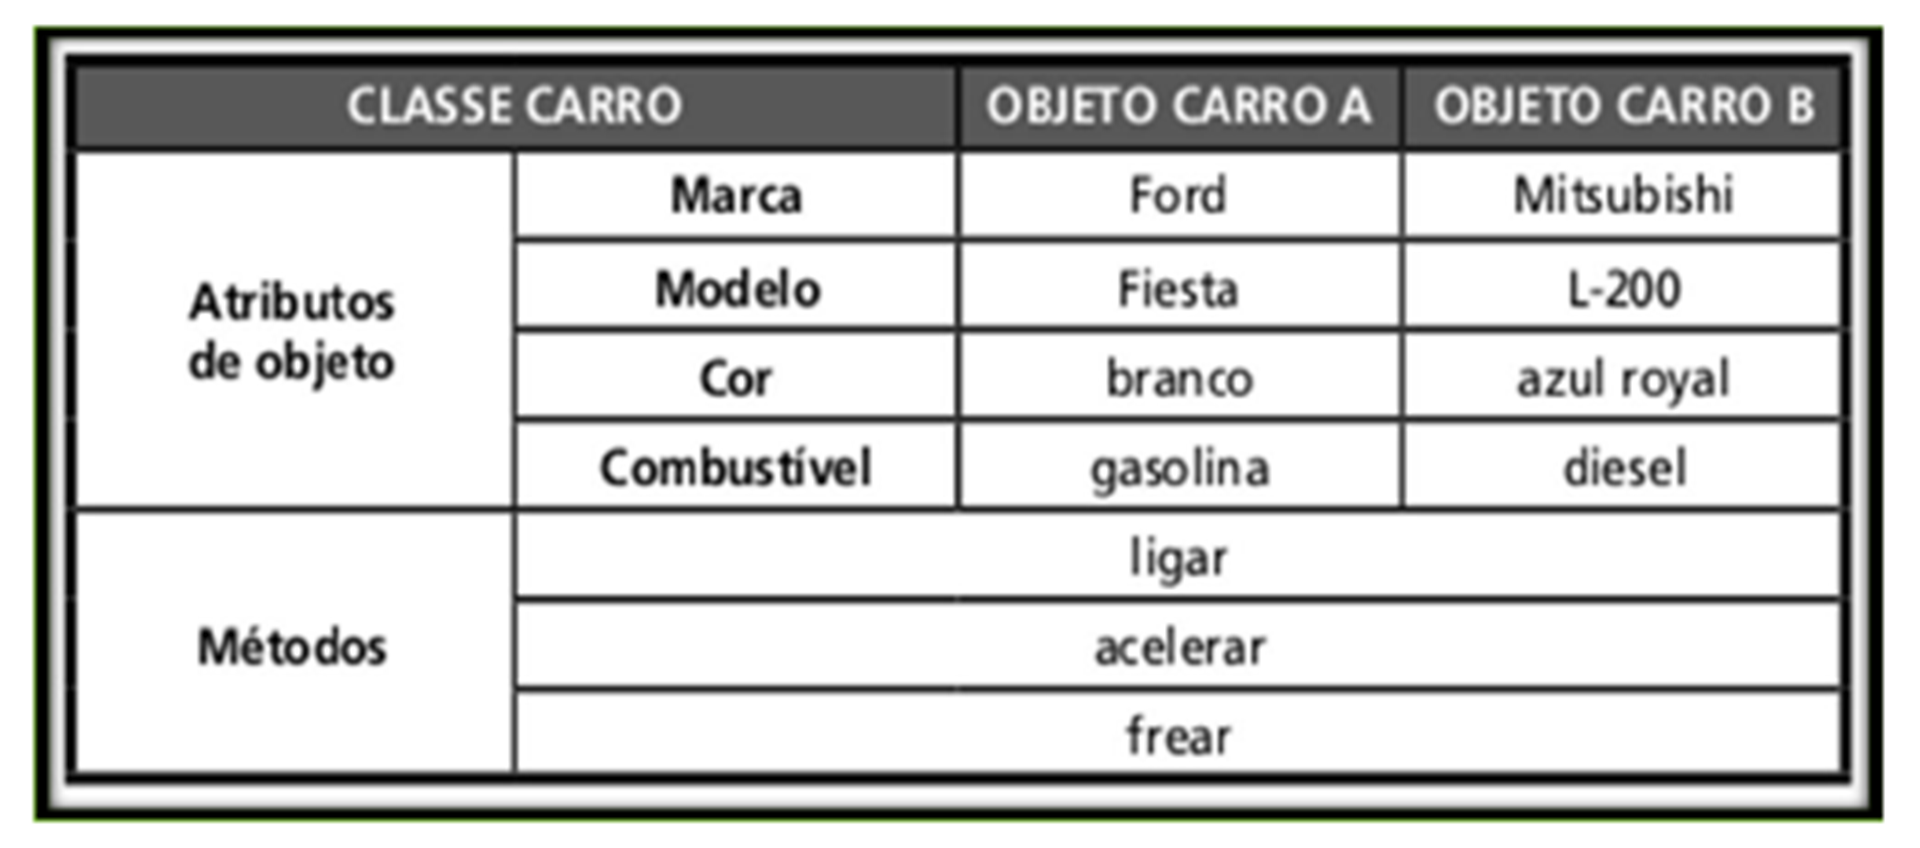 CLASSE CARRO OBJETO CARRO A OBJETO CARRO B
Atributos
de objeto
Marca Ford Mitsubishi
Modelo Fiesta L-200
Cor branco azul royal
Combustível gasolina diesel
Métodos
ligar
acelerar
frear